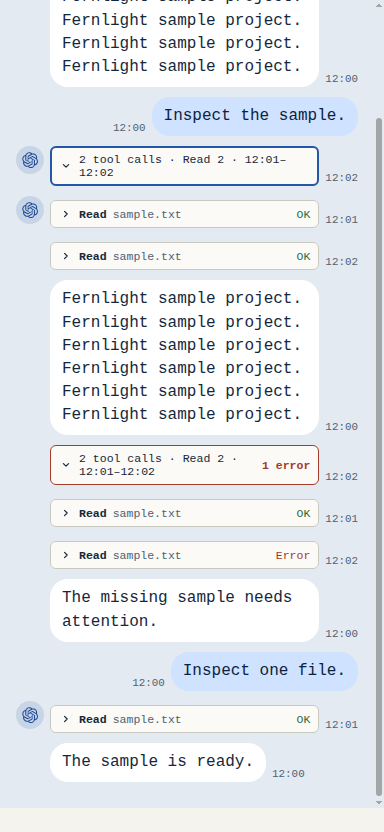 Fernlight sample project.
Fernlight sample project.
Fernlight sample project.
12:00
Inspect the sample.
12:00
2 tool calls · Read 2 · 12:01–
12:02
12:02
Read sample.txt OK
12:01
Read sample.txt OK
12:02
Fernlight sample project.
Fernlight sample project.
Fernlight sample project.
Fernlight sample project.
Fernlight sample project.
Fernlight sample project.
12:00
2 tool calls · Read 2 ·
12:01–12:02
1 error
12:02
Read sample.txt OK
12:01
Read sample.txt Error
12:02
The missing sample needs
attention.
12:00
Inspect one file.
12:00
Read sample.txt OK
12:01
The sample is ready.
12:00